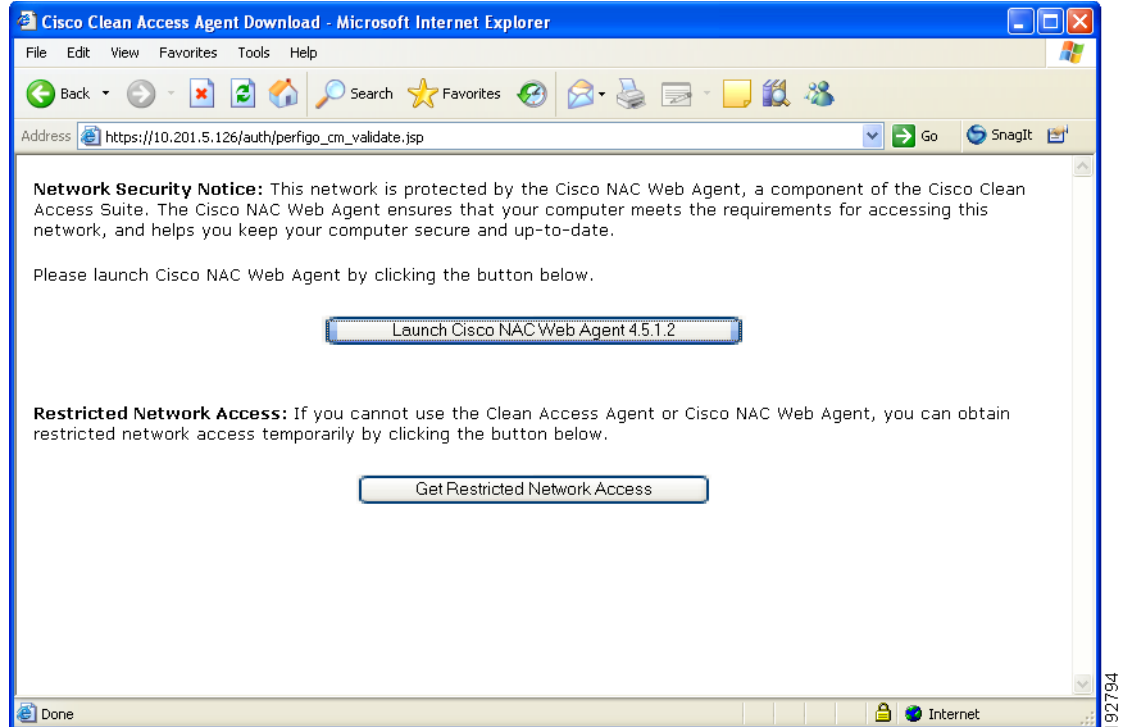 Cisco Clean Access Agent Download - Microsoft Internet Explorer
File Edit View Favorites Tools Help
Back Search Favorites
Address https://10.201.5.126/auth/perfigo_cm_validate.jsp Go SnagIt
Network Security Notice: This network is protected by the Cisco NAC Web Agent, a component of the Cisco Clean
Access Suite. The Cisco NAC Web Agent ensures that your computer meets the requirements for accessing this
network, and helps you keep your computer secure and up-to-date.
Please launch Cisco NAC Web Agent by clicking the button below.
Launch Cisco NAC Web Agent 4.5.1.2
Restricted Network Access: If you cannot use the Clean Access Agent or Cisco NAC Web Agent, you can obtain
restricted network access temporarily by clicking the button below.
Get Restricted Network Access
Done Internet
92794